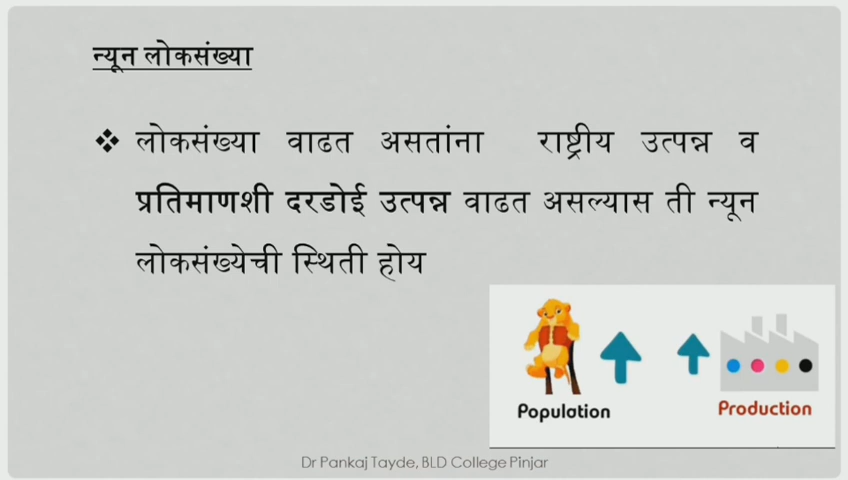 न्यून लोकसंख्या
❖ लोकसंख्या वाढत असतांना राष्ट्रीय उत्पन्न व
प्रतिमाणशी दरडोई उत्पन्न वाढत असल्यास ती न्यून
लोकसंख्येची स्थिती होय
Population
Production
Dr Pankaj Tayde, BLD College Pinjar